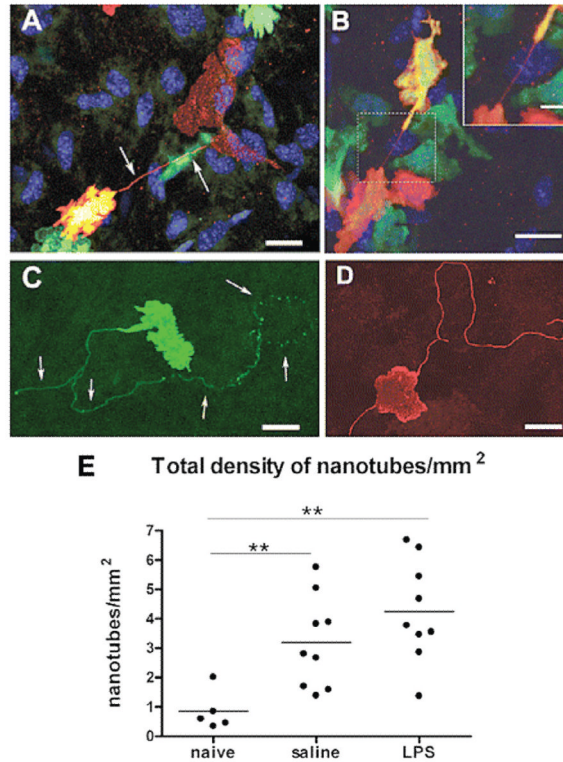 A
B
C
D
E Total density of nanotubes/mm²
**
**
nanotubes/mm²
7
6
5
4
3
2
1
0
naive saline LPS